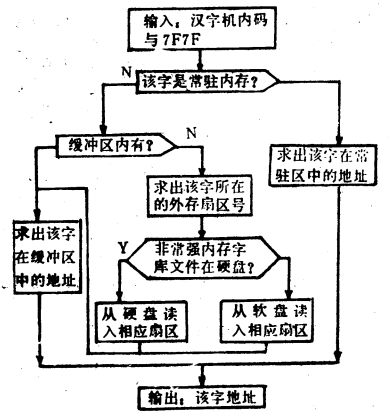 输入：汉字机内码
与7F7F
N
该字是常驻内存？
缓冲区内有？
N
求出该字在常
驻区中的地址
求出该字所在
的外存扇区号
求出该字
在缓冲区
中的地址
Y
非常强内存字
库文件在硬盘？
从硬盘读
入相应扇区
从软盘读
入相应扇区
输出：该字地址